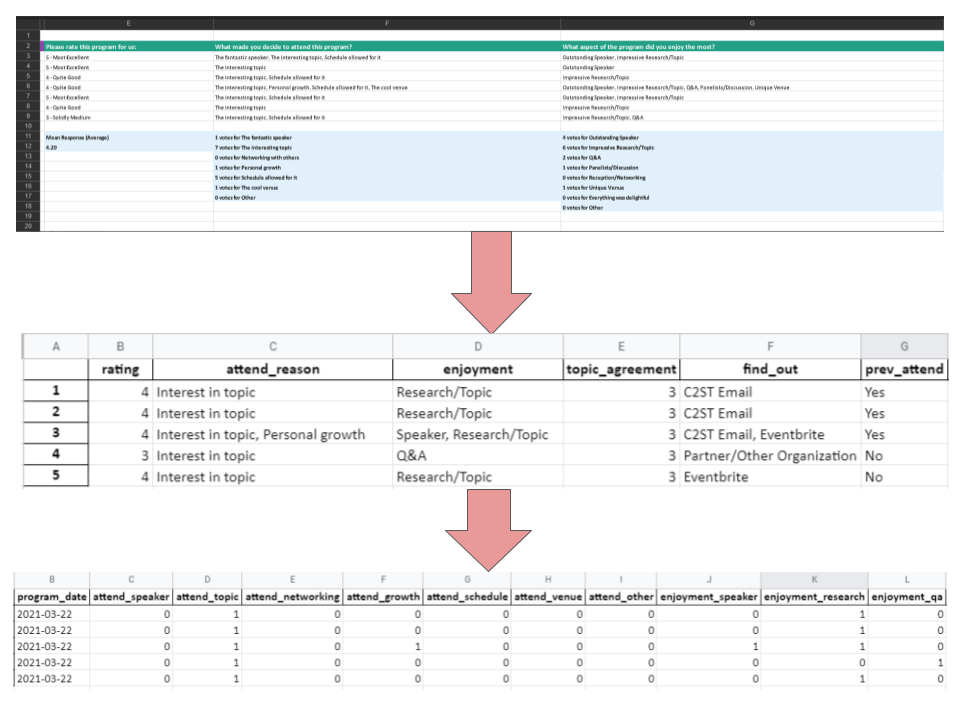 E F G
1
2 Please rate this program for us: What made you decide to attend this program? What aspect of the program did you enjoy the most?
3 5 - Most Excellent The fantastic speaker, The interesting topic, Schedule allowed for it Outstanding Speaker, Impressive Research/Topic
4 5 - Most Excellent The interesting topic Outstanding Speaker
5 4 - Quite Good The interesting topic, Schedule allowed for it Impressive Research/Topic
6 4 - Quite Good The interesting topic, Personal growth, Schedule allowed for it, The cool venue Outstanding Speaker, Impressive Research/Topic, Q&A, Panelists/Discussion, Unique Venue
7 5 - Most Excellent The interesting topic, Schedule allowed for it Outstanding Speaker, Impressive Research/Topic
8 4 - Quite Good The interesting topic Impressive Research/Topic
9 3 - Solidly Medium The interesting topic, Schedule allowed for it Impressive Research/Topic, Q&A
10
11 Mean Response (Average) 1 votes for The fantastic speaker 4 votes for Outstanding Speaker
12 4.29 7 votes for The interesting topic 6 votes for Impressive Research/Topic
13 0 votes for Networking with others 2 votes for Q&A
14 1 votes for Personal growth 1 votes for Panelists/Discussion
15 5 votes for Schedule allowed for it 0 votes for Reception/Networking
16 1 votes for The cool venue 1 votes for Unique Venue
17 0 votes for Other 0 votes for Everything was delightful
18 0 votes for Other
19
20
A B C D E F G
rating attend_reason enjoyment topic_agreement find_out prev_attend
1 4 Interest in topic Research/Topic 3 C2ST Email Yes
2 4 Interest in topic Research/Topic 3 C2ST Email Yes
3 4 Interest in topic, Personal growth Speaker, Research/Topic 3 C2ST Email, Eventbrite Yes
4 3 Interest in topic Q&A 3 Partner/Other Organization No
5 4 Interest in topic Research/Topic 3 Eventbrite No
B C D E F G H I J K L
program_date attend_speaker attend_topic attend_networking attend_growth attend_schedule attend_venue attend_other enjoyment_speaker enjoyment_research enjoyment_qa
2021-03-22 0 1 0 0 0 0 0 0 1 0
2021-03-22 0 1 0 0 0 0 0 0 1 0
2021-03-22 0 1 0 1 0 0 0 1 1 0
2021-03-22 0 1 0 0 0 0 0 0 0 1
2021-03-22 0 1 0 0 0 0 0 0 1 0